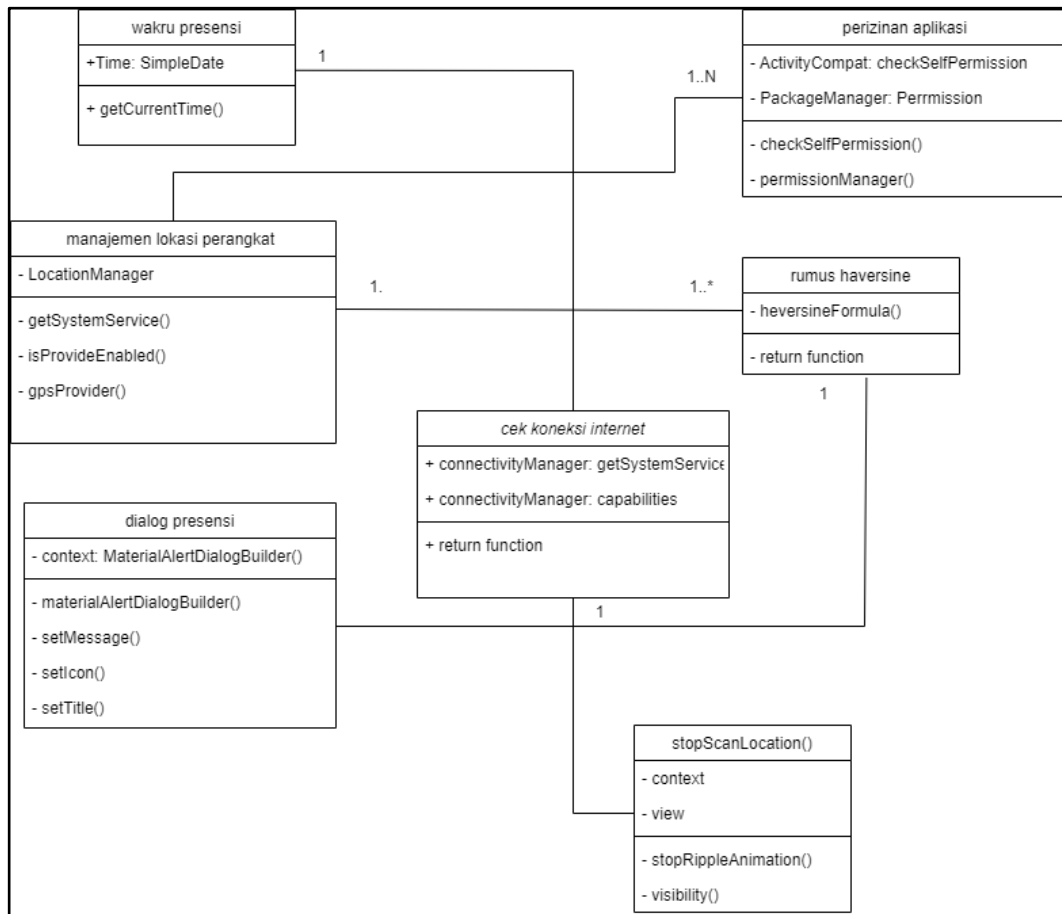 wakru presensi
+Time: SimpleDate
+ getCurrentTime()
1
1..N
perizinan aplikasi
- ActivityCompat: checkSelfPermission
- PackageManager: Perrmission
- checkSelfPermission()
- permissionManager()
manajemen lokasi perangkat
- LocationManager
- getSystemService()
- isProvideEnabled()
- gpsProvider()
1.
1..*
rumus haversine
- heversineFormula()
- return function
1
cek koneksi internet
+ connectivityManager: getSystemService
+ connectivityManager: capabilities
+ return function
1
dialog presensi
- context: MaterialAlertDialogBuilder()
- materialAlertDialogBuilder()
- setMessage()
- setIcon()
- setTitle()
stopScanLocation()
- context
- view
- stopRippleAnimation()
- visibility()